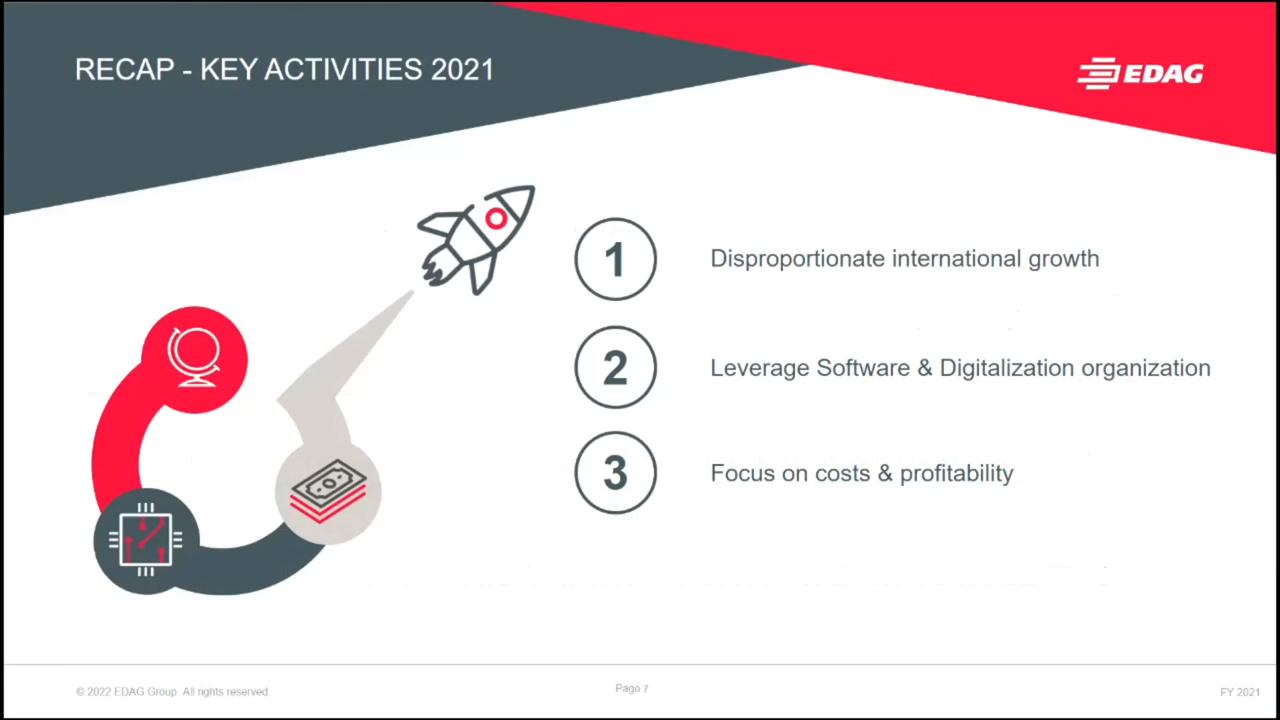 RECAP - KEY ACTIVITIES 2021
EDAG
1
Disproportionate international growth
2
Leverage Software & Digitalization organization
3
Focus on costs & profitability
© 2022 EDAG Group. All rights reserved.
Page 7
FY 2021